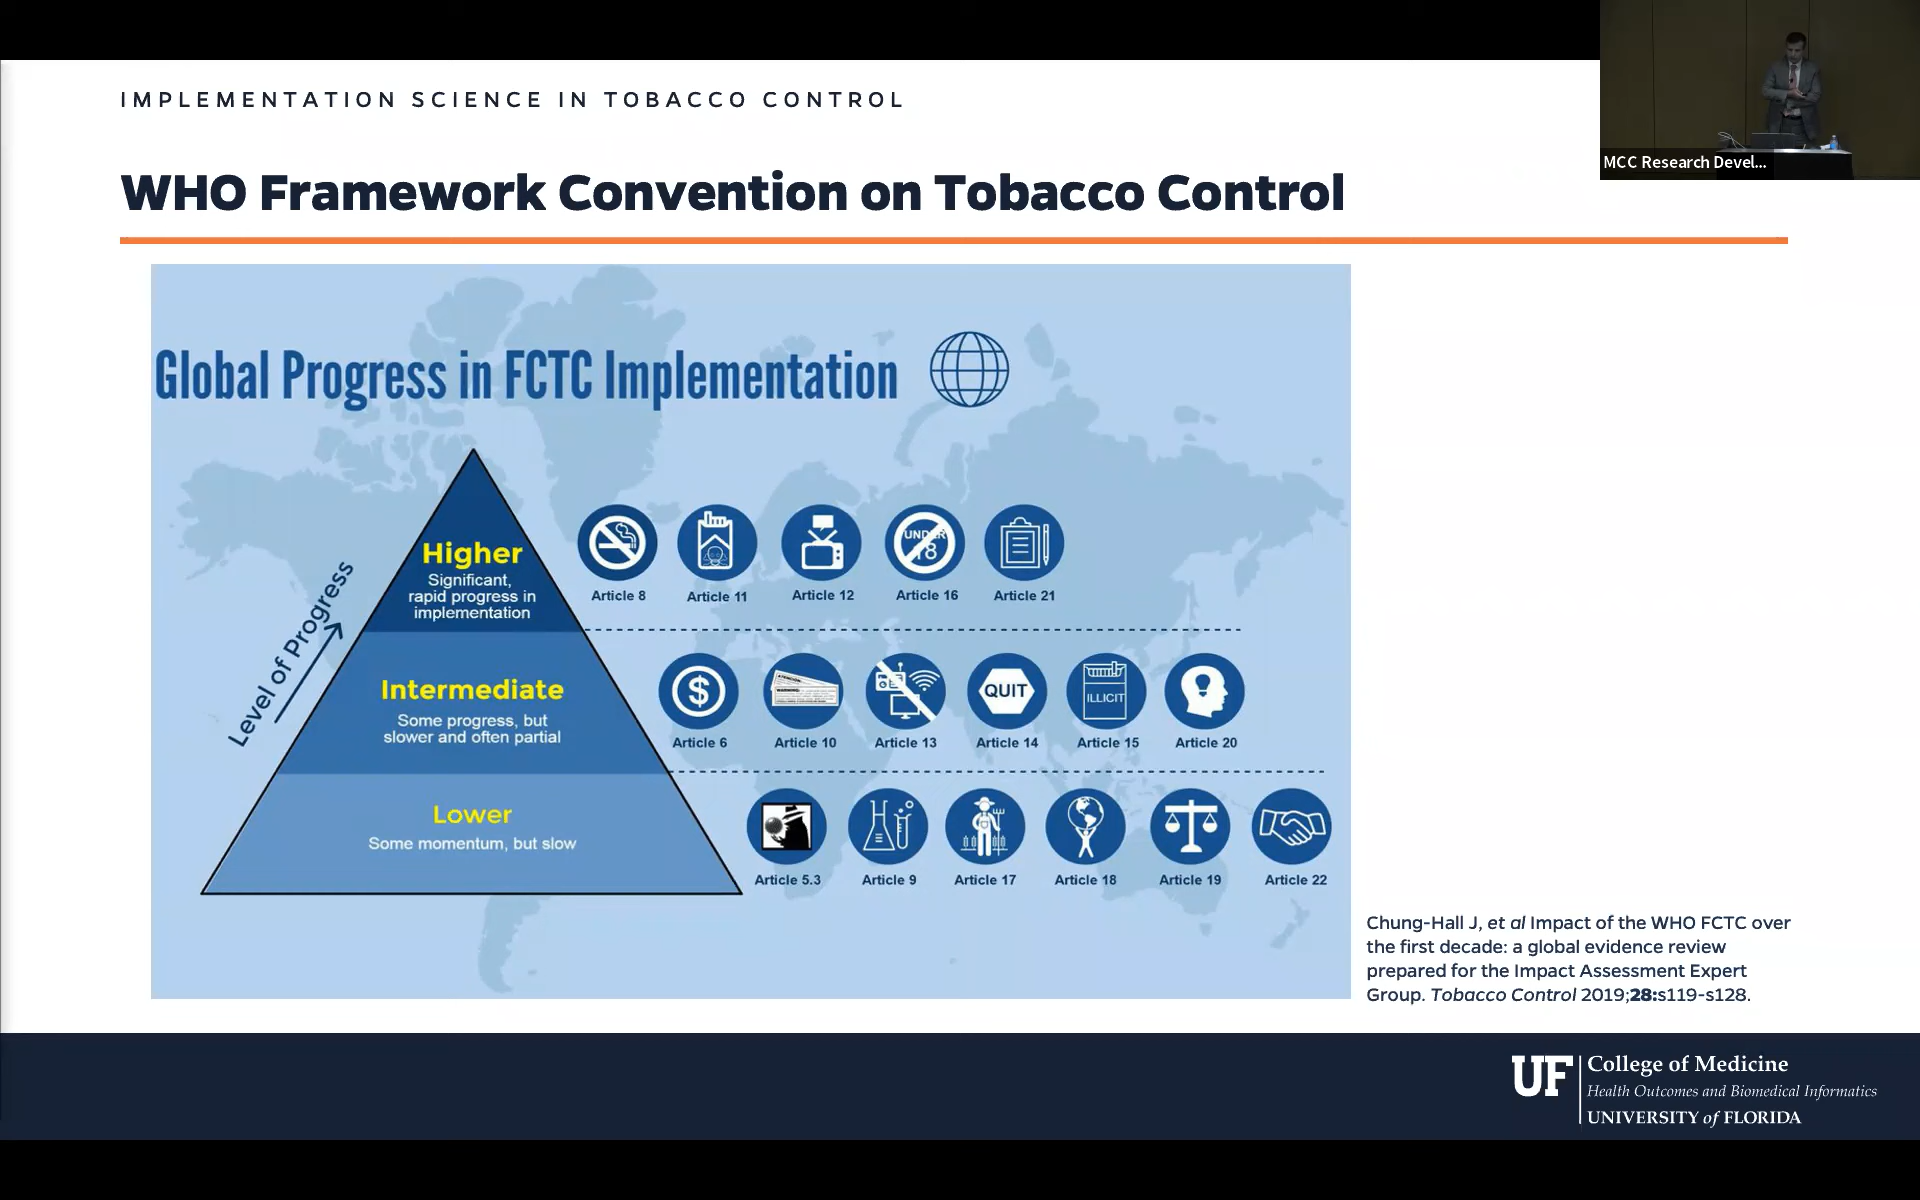 IMPLEMENTATION SCIENCE IN TOBACCO CONTROL
MCC Research Devel...
WHO Framework Convention on Tobacco Control
Global Progress in FCTC Implementation
Level of Progress
Higher
Significant,
rapid progress in
implementation
UNDER
18
Article 8
Article 11
Article 12
Article 16
Article 21
Intermediate
Some progress, but
slower and often partial
$
QUIT
ILLICIT
Article 6
Article 10
Article 13
Article 14
Article 15
Article 20
Lower
Some momentum, but slow
Article 5.3
Article 9
Article 17
Article 18
Article 19
Article 22
Chung-Hall J, et al Impact of the WHO FCTC over
the first decade: a global evidence review
prepared for the Impact Assessment Expert
Group. Tobacco Control 2019;28:s119-s128.
UF
College of Medicine
Health Outcomes and Biomedical Informatics
UNIVERSITY of FLORIDA